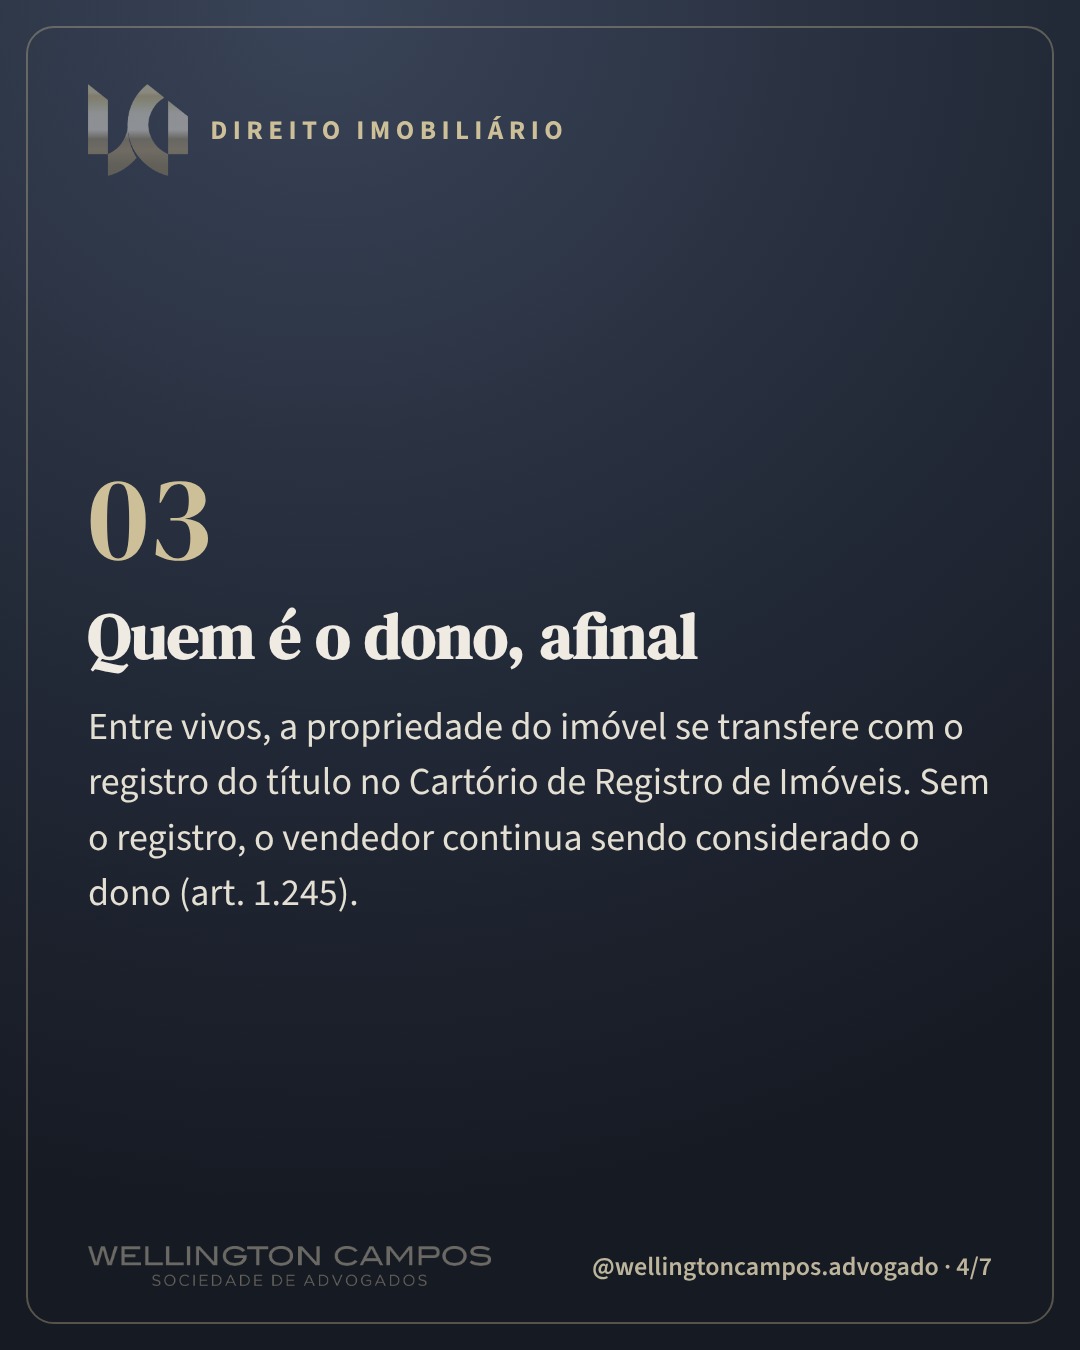 DIREITO IMOBILIÁRIO
03
Quem é o dono, afinal
Entre vivos, a propriedade do imóvel se transfere com o
registro do título no Cartório de Registro de Imóveis. Sem
o registro, o vendedor continua sendo considerado o
dono (art. 1.245).
WELLINGTON CAMPOS
SOCIEDADE DE ADVOGADOS
@wellingtoncampos.advogado · 4/7